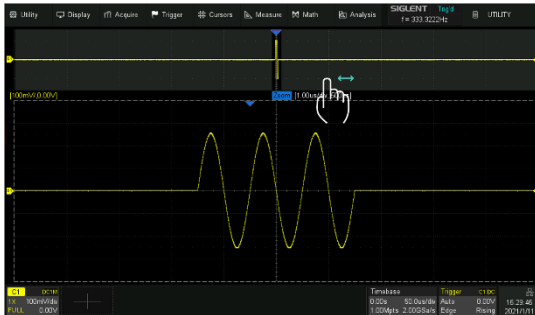 Utility Display Acquire Trigger Cursors Measure M Math Analysis SIGLENT Trig'd UTILITY
f = 333.3222Hz
[100mV/0.00V] Zoom [1.00us/div
C1 DC1M Timebase Trigger C1 DC
1X 100mV/div 0.00s 50.0us/div Auto 0.00V 16:29:46
FULL 0.00V 1.00Mpts 2.00GSa/s Edge Rising 2021/1/11